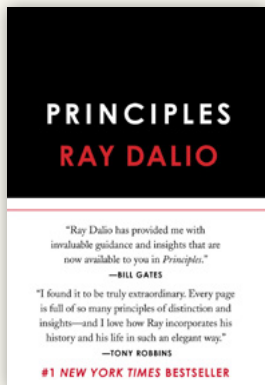 PRINCIPLES
RAY DALIO
“Ray Dalio has provided me with
invaluable guidance and insights that are
now available to you in Principles.”
—BILL GATES
“I found it to be truly extraordinary. Every page
is full of so many principles of distinction and
insights—and I love how Ray incorporates his
history and his life in such an elegant way.”
—TONY ROBBINS
#1 NEW YORK TIMES BESTSELLER